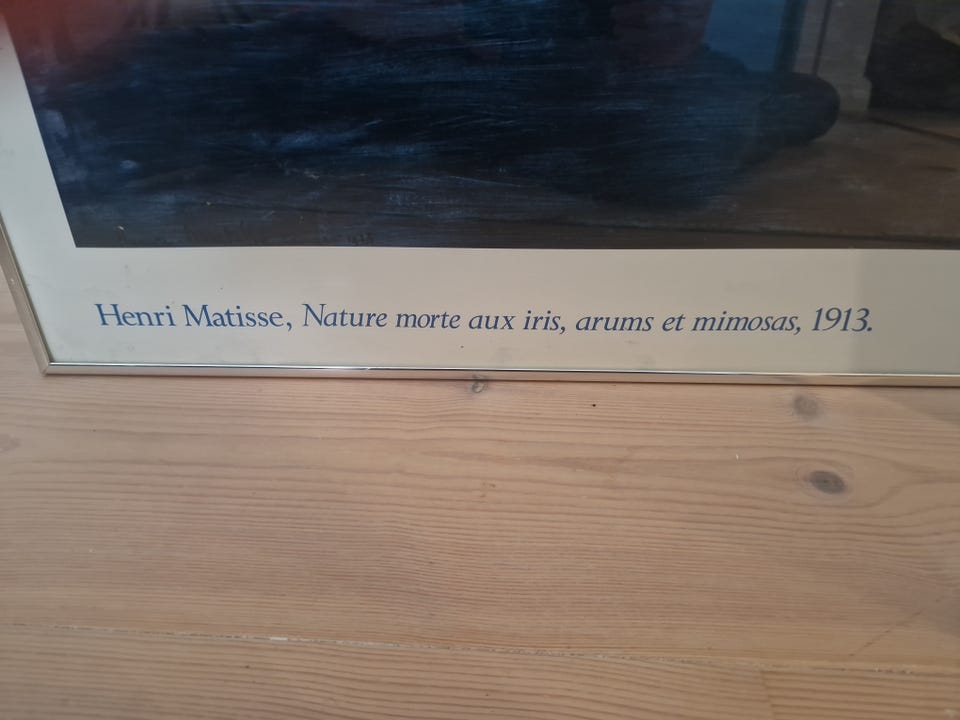 Henri Matisse, Nature morte aux iris, arums et mimosas, 1913.